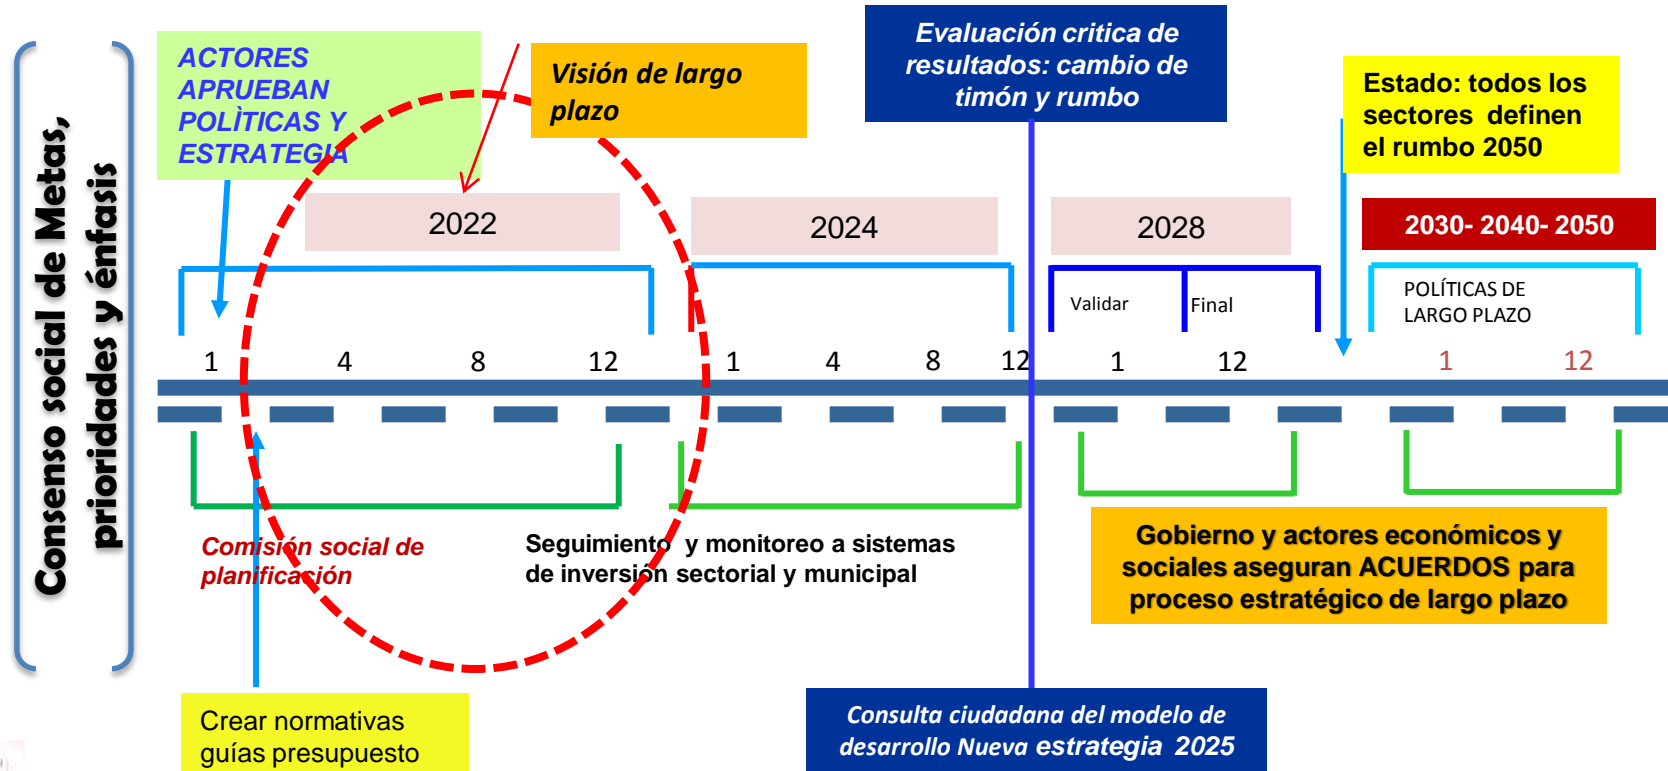 Consenso social de Metas,
prioridades y énfasis
ACTORES
APRUEBAN
POLÌTICAS Y
ESTRATEGIA
Visión de largo
plazo
Evaluación critica de
resultados: cambio de
timón y rumbo
Estado: todos los
sectores definen
el rumbo 2050
2022
2024
2028
2030- 2040- 2050
Validar
Final
POLÍTICAS DE
LARGO PLAZO
1 4 8 12 1 4 8 12 1 12 1 12
Comisión social de
planificación
Seguimiento y monitoreo a sistemas
de inversión sectorial y municipal
Gobierno y actores económicos y
sociales aseguran ACUERDOS para
proceso estratégico de largo plazo
Crear normativas
guías presupuesto
Consulta ciudadana del modelo de
desarrollo Nueva estrategia 2025